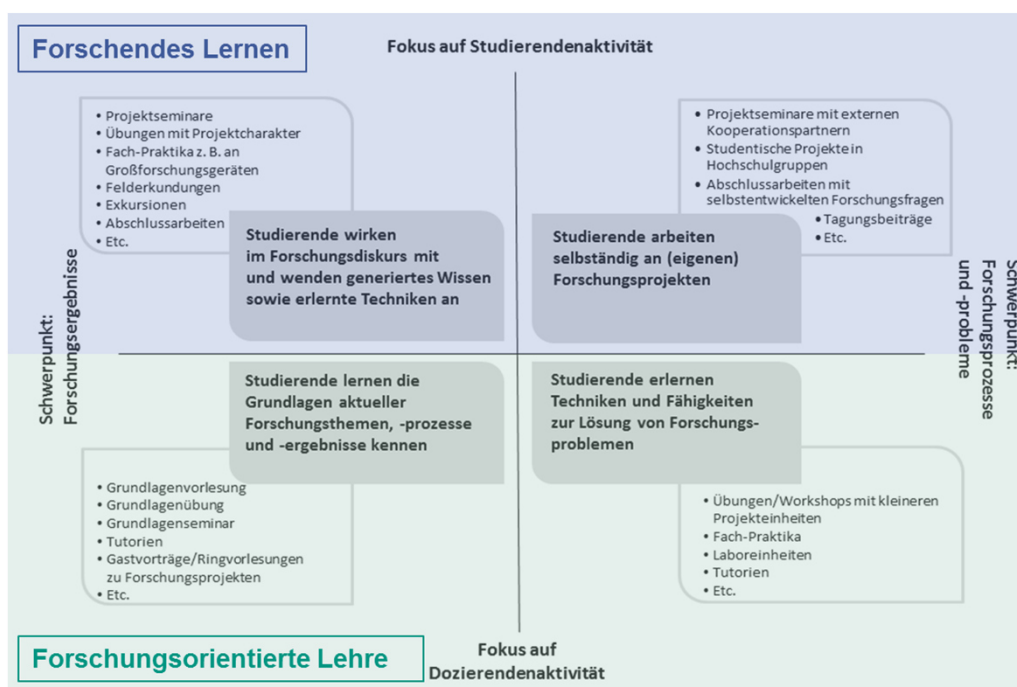 Forschendes Lernen
Fokus auf Studierendenaktivität
• Projektseminare
• Übungen mit Projektcharakter
• Fach-Praktika z. B. an
Großforschungsgeräten
• Felderkundungen
• Exkursionen
• Abschlussarbeiten
• Etc.
• Projektseminare mit externen
Kooperationspartnern
• Studentische Projekte in
Hochschulgruppen
• Abschlussarbeiten mit
selbstentwickelten Forschungsfragen
• Tagungsbeiträge
• Etc.
Studierende wirken
im Forschungsdiskurs mit
und wenden generiertes Wissen
sowie erlernte Techniken an
Studierende arbeiten
selbständig an (eigenen)
Forschungsprojekten
Schwerpunkt:
Forschungsergebnisse
Schwerpunkt:
Forschungsprozesse
und -probleme
Studierende lernen die
Grundlagen aktueller
Forschungsthemen, -prozesse
und -ergebnisse kennen
Studierende erlernen
Techniken und Fähigkeiten
zur Lösung von Forschungs-
problemen
• Grundlagenvorlesung
• Grundlagenübung
• Grundlagenseminar
• Tutorien
• Gastvorträge/Ringvorlesungen
zu Forschungsprojekten
• Etc.
• Übungen/Workshops mit kleineren
Projekteinheiten
• Fach-Praktika
• Laboreinheiten
• Tutorien
• Etc.
Forschungsorientierte Lehre
Fokus auf
Dozierendenaktivität